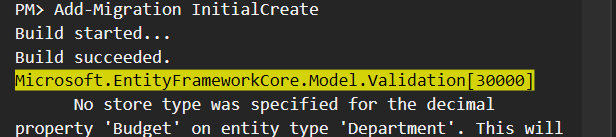 PM> Add-Migration InitialCreate
Build started...
Build succeeded.
Microsoft.EntityFrameworkCore.Model.Validation[30000]
No store type was specified for the decimal
property 'Budget' on entity type 'Department'. This will